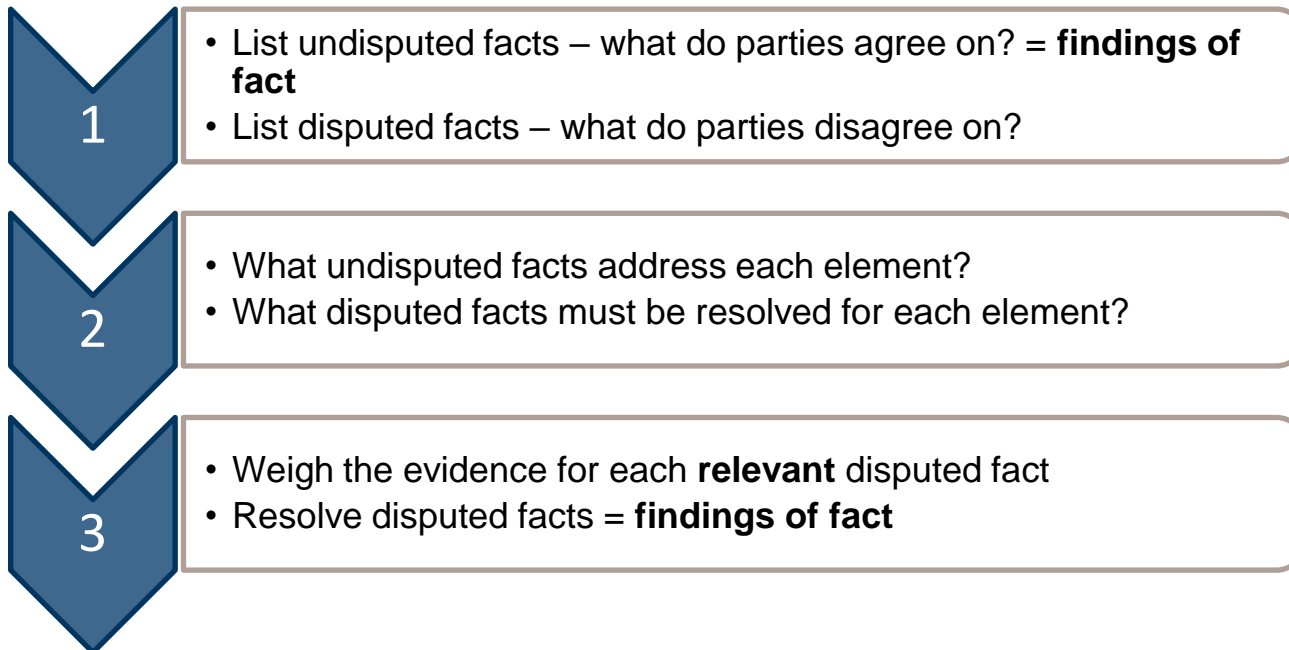 1
• List undisputed facts – what do parties agree on? = findings of
fact
• List disputed facts – what do parties disagree on?
2
• What undisputed facts address each element?
• What disputed facts must be resolved for each element?
3
• Weigh the evidence for each relevant disputed fact
• Resolve disputed facts = findings of fact